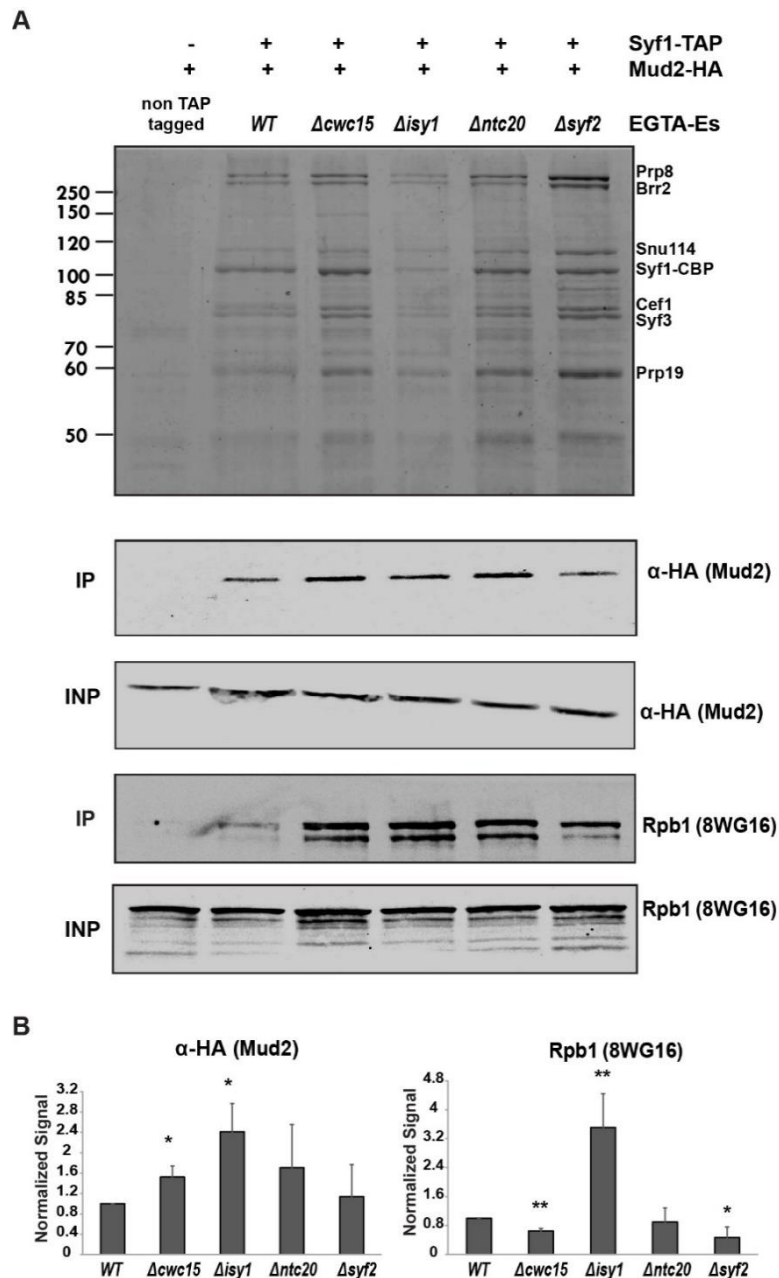 A
- + + + + + Syf1-TAP
+ + + + + + Mud2-HA
non TAP tagged WT Δcwc15 Δisy1 Δntc20 Δsyf2 EGTA-Es
Prp8
250 Brr2
150
120 Snu114
100 Syf1-CBP
85 Cef1
Syf3
70
60 Prp19
50
IP α-HA (Mud2)
INP α-HA (Mud2)
IP Rpb1 (8WG16)
INP Rpb1 (8WG16)
B
α-HA (Mud2)
Normalized Signal
3.2
2.8
2.4
2
1.6
1.2
0.8
0.4
0
* *
WT Δcwc15 Δisy1 Δntc20 Δsyf2
Rpb1 (8WG16)
Normalized Signal
4.8
4
3.2
2.4
1.6
0.8
0
** ** *
WT Δcwc15 Δisy1 Δntc20 Δsyf2